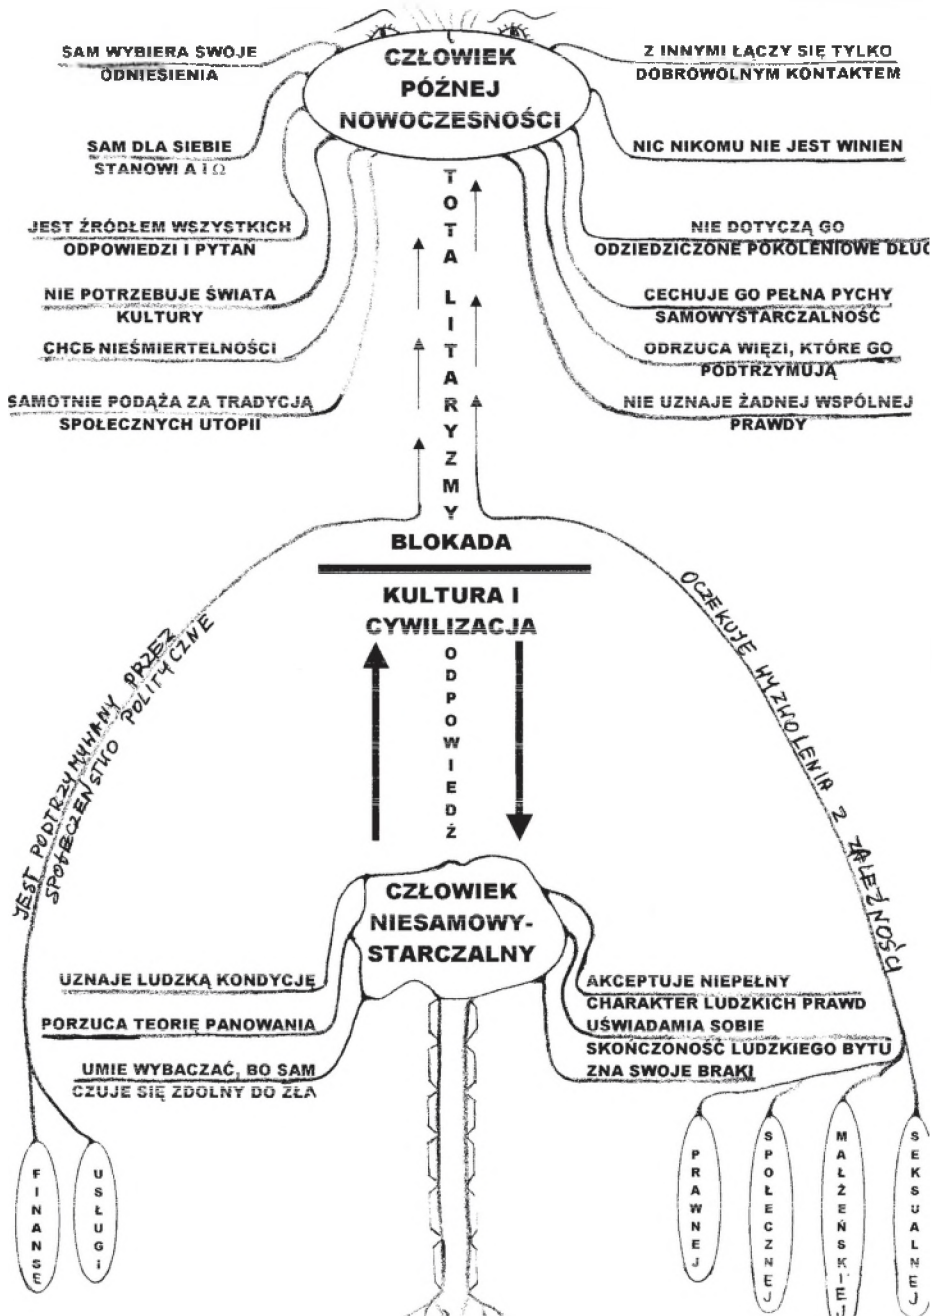 CZŁOWIEK
PÓŹNEJ
NOWOCZESNOŚCI
SAM WYBIERA SWOJE
ODNIESIENIA
SAM DLA SIEBIE
STANOWI A I Ω
JEST ŹRÓDŁEM WSZYSTKICH
ODPOWIEDZI I PYTAN
NIE POTRZEBUJE ŚWIATA
KULTURY
CHCE NIEŚMIERTELNOŚCI
SAMOTNIE PODĄŻA ZA TRADYCJĄ
SPOŁECZNYCH UTOPII
Z INNYMI ŁĄCZY SIĘ TYLKO
DOBROWOLNYM KONTAKTEM
NIC NIKOMU NIE JEST WINIEN
NIE DOTYCZĄ GO
ODZIEDZICZONE POKOLENIOWE DŁUG
CECHUJE GO PEŁNA PYCHY
SAMOWYSTARCZALNOŚĆ
ODRZUCA WIĘZI, KTÓRE GO
PODTRZYMUJĄ
NIE UZNAJE ŻADNEJ WSPÓLNEJ
PRAWDY
TOTALITARYZMY
BLOKADA
KULTURA I
CYWILIZACJA
ODPOWIEDŹ
JEST PODTRZYMYWANY PRZEZ
SPOŁECZEŃSTWO POLITYCZNE
OCZEKUJE WYZWOLENIA Z ZALEŻNOŚCI
CZŁOWIEK
NIESAMOWY-
STARCZALNY
UZNAJE LUDZKĄ KONDYCJĘ
PORZUCA TEORIĘ PANOWANIA
UMIE WYBACZAĆ, BO SAM
CZUJE SIĘ ZDOLNY DO ZŁA
AKCEPTUJE NIEPEŁNY
CHARAKTER LUDZKICH PRAWD
UŚWIADAMIA SOBIE
SKOŃCZONOŚĆ LUDZKIEGO BYTU
ZNA SWOJE BRAKI
FINANSE
USŁUGI
PRAWNEJ
SPOŁECZNEJ
MAŁŻEŃSKIEJ
SEKSUALNEJ